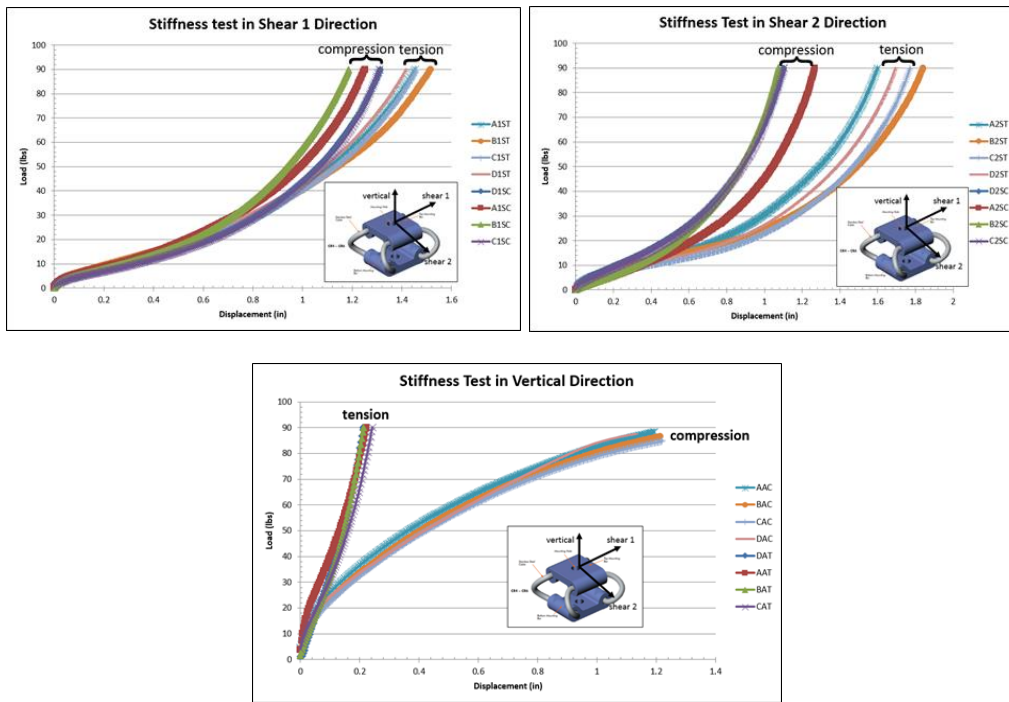 Stiffness test in Shear 1 Direction
compression tension
100
90
80
70
60
50
40
30
20
10
0
Load (lbs)
0 0.2 0.4 0.6 0.8 1 1.2 1.4 1.6
Displacement (in)
A1ST
B1ST
C1ST
D1ST
D1SC
A1SC
B1SC
C1SC
vertical
shear 1
shear 2
Stiffness Test in Shear 2 Direction
compression tension
100
90
80
70
60
50
40
30
20
10
0
Load (lbs)
0 0.2 0.4 0.6 0.8 1 1.2 1.4 1.6 1.8 2
Displacement (in)
A2ST
B2ST
C2ST
D2ST
D2SC
A2SC
B2SC
C2SC
vertical
shear 1
shear 2
Stiffness Test in Vertical Direction
tension
compression
100
90
80
70
60
50
40
30
20
10
0
Load (lbs)
0 0.2 0.4 0.6 0.8 1 1.2 1.4
Displacement (in)
AAC
BAC
CAC
DAC
DAT
AAT
BAT
CAT
vertical
shear 1
shear 2